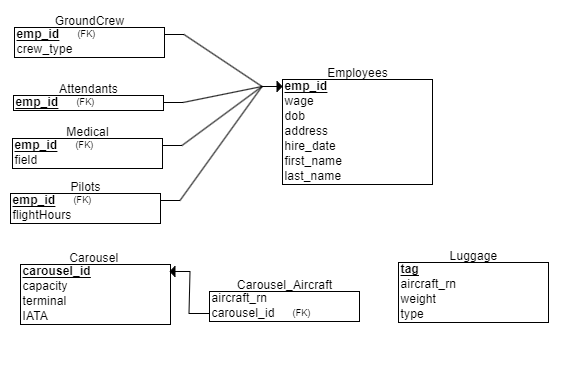 GroundCrew
emp_id (FK)
crew_type
Attendants
emp_id (FK)
Medical
emp_id (FK)
field
Pilots
emp_id (FK)
flightHours
Employees
emp_id
wage
dob
address
hire_date
first_name
last_name
Carousel
carousel_id
capacity
terminal
IATA
Carousel_Aircraft
aircraft_rn
carousel_id (FK)
Luggage
tag
aircraft_rn
weight
type